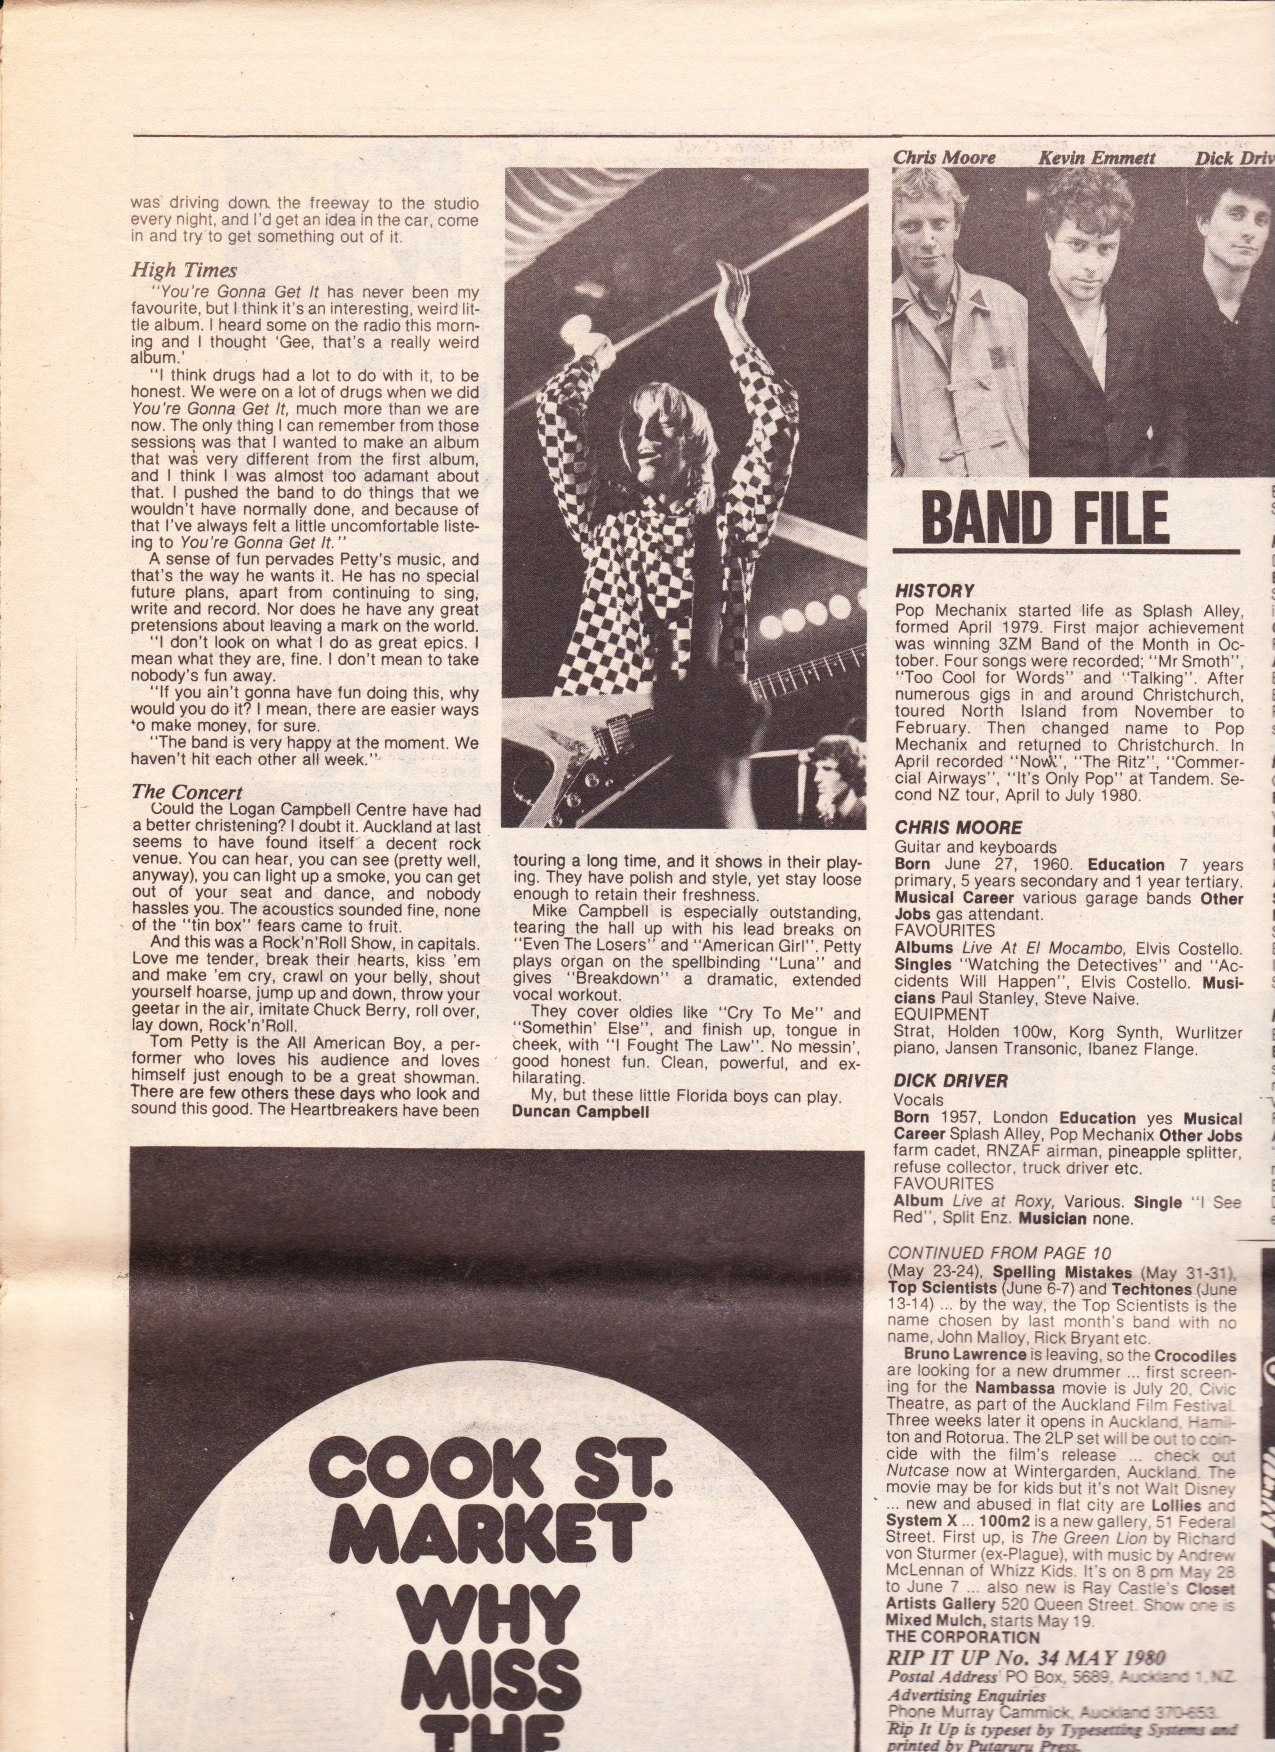 was driving down the freeway to the studio
every night, and I'd get an idea in the car, come
in and try to get something out of it.
High Times
"You're Gonna Get It has never been my
favourite, but I think it's an interesting, weird lit-
tle album. I heard some on the radio this morn-
ing and I thought 'Gee, that's a really weird
album.'
"I think drugs had a lot to do with it, to be
honest. We were on a lot of drugs when we did
You're Gonna Get It, much more than we are
now. The only thing I can remember from those
sessions was that I wanted to make an album
that was very different from the first album,
and I think I was almost too adamant about
that. I pushed the band to do things that we
wouldn't have normally done, and because of
that I've always felt a little uncomfortable liste-
ing to You're Gonna Get It."
A sense of fun pervades Petty's music, and
that's the way he wants it. He has no special
future plans, apart from continuing to sing,
write and record. Nor does he have any great
pretensions about leaving a mark on the world.
"I don't look on what I do as great epics. I
mean what they are, fine. I don't mean to take
nobody's fun away.
"If you ain't gonna have fun doing this, why
would you do it? I mean, there are easier ways
'o make money, for sure.
"The band is very happy at the moment. We
haven't hit each other all week."
The Concert
Could the Logan Campbell Centre have had
a better christening? I doubt it. Auckland at last
seems to have found itself a decent rock
venue. You can hear, you can see (pretty well,
anyway), you can light up a smoke, you can get
out of your seat and dance, and nobody
hassles you. The acoustics sounded fine, none
of the "tin box" fears came to fruit.
And this was a Rock'n'Roll Show, in capitals.
Love me tender, break their hearts, kiss 'em
and make 'em cry, crawl on your belly, shout
yourself hoarse, jump up and down, throw your
geetar in the air, imitate Chuck Berry, roll over,
lay down, Rock'n'Roll.
Tom Petty is the All American Boy, a per-
former who loves his audience and loves
himself just enough to be a great showman.
There are few others these days who look and
sound this good. The Heartbreakers have been
touring a long time, and it shows in their play-
ing. They have polish and style, yet stay loose
enough to retain their freshness.
Mike Campbell is especially outstanding,
tearing the hall up with his lead breaks on
"Even The Losers" and "American Girl". Petty
plays organ on the spellbinding "Luna" and
gives "Breakdown" a dramatic, extended
vocal workout.
They cover oldies like "Cry To Me" and
"Somethin' Else", and finish up, tongue in
cheek, with "I Fought The Law". No messin',
good honest fun. Clean, powerful, and ex-
hilarating.
My, but these little Florida boys can play.
Duncan Campbell
COOK ST.
MARKET
WHY
MISS
THE
Chris Moore Kevin Emmett Dick Driv
BAND FILE
HISTORY
Pop Mechanix started life as Splash Alley,
formed April 1979. First major achievement
was winning 3ZM Band of the Month in Oc-
tober. Four songs were recorded; "Mr Smoth",
"Too Cool for Words" and "Talking". After
numerous gigs in and around Christchurch,
toured North Island from November to
February. Then changed name to Pop
Mechanix and returned to Christchurch. In
April recorded "Now", "The Ritz", "Commer-
cial Airways", "It's Only Pop" at Tandem. Se-
cond NZ tour, April to July 1980.
CHRIS MOORE
Guitar and keyboards
Born June 27, 1960. Education 7 years
primary, 5 years secondary and 1 year tertiary.
Musical Career various garage bands Other
Jobs gas attendant.
FAVOURITES
Albums Live At El Mocambo, Elvis Costello.
Singles "Watching the Detectives" and "Ac-
cidents Will Happen", Elvis Costello. Musi-
cians Paul Stanley, Steve Naive.
EQUIPMENT
Strat, Holden 100w, Korg Synth, Wurlitzer
piano, Jansen Transonic, Ibanez Flange.
DICK DRIVER
Vocals
Born 1957, London Education yes Musical
Career Splash Alley, Pop Mechanix Other Jobs
farm cadet, RNZAF airman, pineapple splitter,
refuse collector, truck driver etc.
FAVOURITES
Album Live at Roxy, Various. Single "I See
Red", Split Enz. Musician none.
CONTINUED FROM PAGE 10
(May 23-24), Spelling Mistakes (May 31-31),
Top Scientists (June 6-7) and Techtones (June
13-14) ... by the way, the Top Scientists is the
name chosen by last month's band with no
name, John Malloy, Rick Bryant etc.
Bruno Lawrence is leaving, so the Crocodiles
are looking for a new drummer ... first screen-
ing for the Nambassa movie is July 20, Civic
Theatre, as part of the Auckland Film Festival.
Three weeks later it opens in Auckland, Hamil-
ton and Rotorua. The 2LP set will be out to coin-
cide with the film's release ... check out
Nutcase now at Wintergarden, Auckland. The
movie may be for kids but it's not Walt Disney
... new and abused in flat city are Lollies and
System X ... 100m2 is a new gallery, 51 Federal
Street. First up, is The Green Lion by Richard
von Sturmer (ex-Plague), with music by Andrew
McLennan of Whizz Kids. It's on 8 pm May 28
to June 7 ... also new is Ray Castle's Closet
Artists Gallery 520 Queen Street. Show one is
Mixed Mulch, starts May 19.
THE CORPORATION
RIP IT UP No. 34 MAY 1980
Postal Address PO Box, 5689, Auckland 1, NZ
Advertising Enquiries
Phone Murray Cammick, Auckland 370-653.
Rip It Up is typeset by Typesetting Systems and
printed by Putaruru Press.